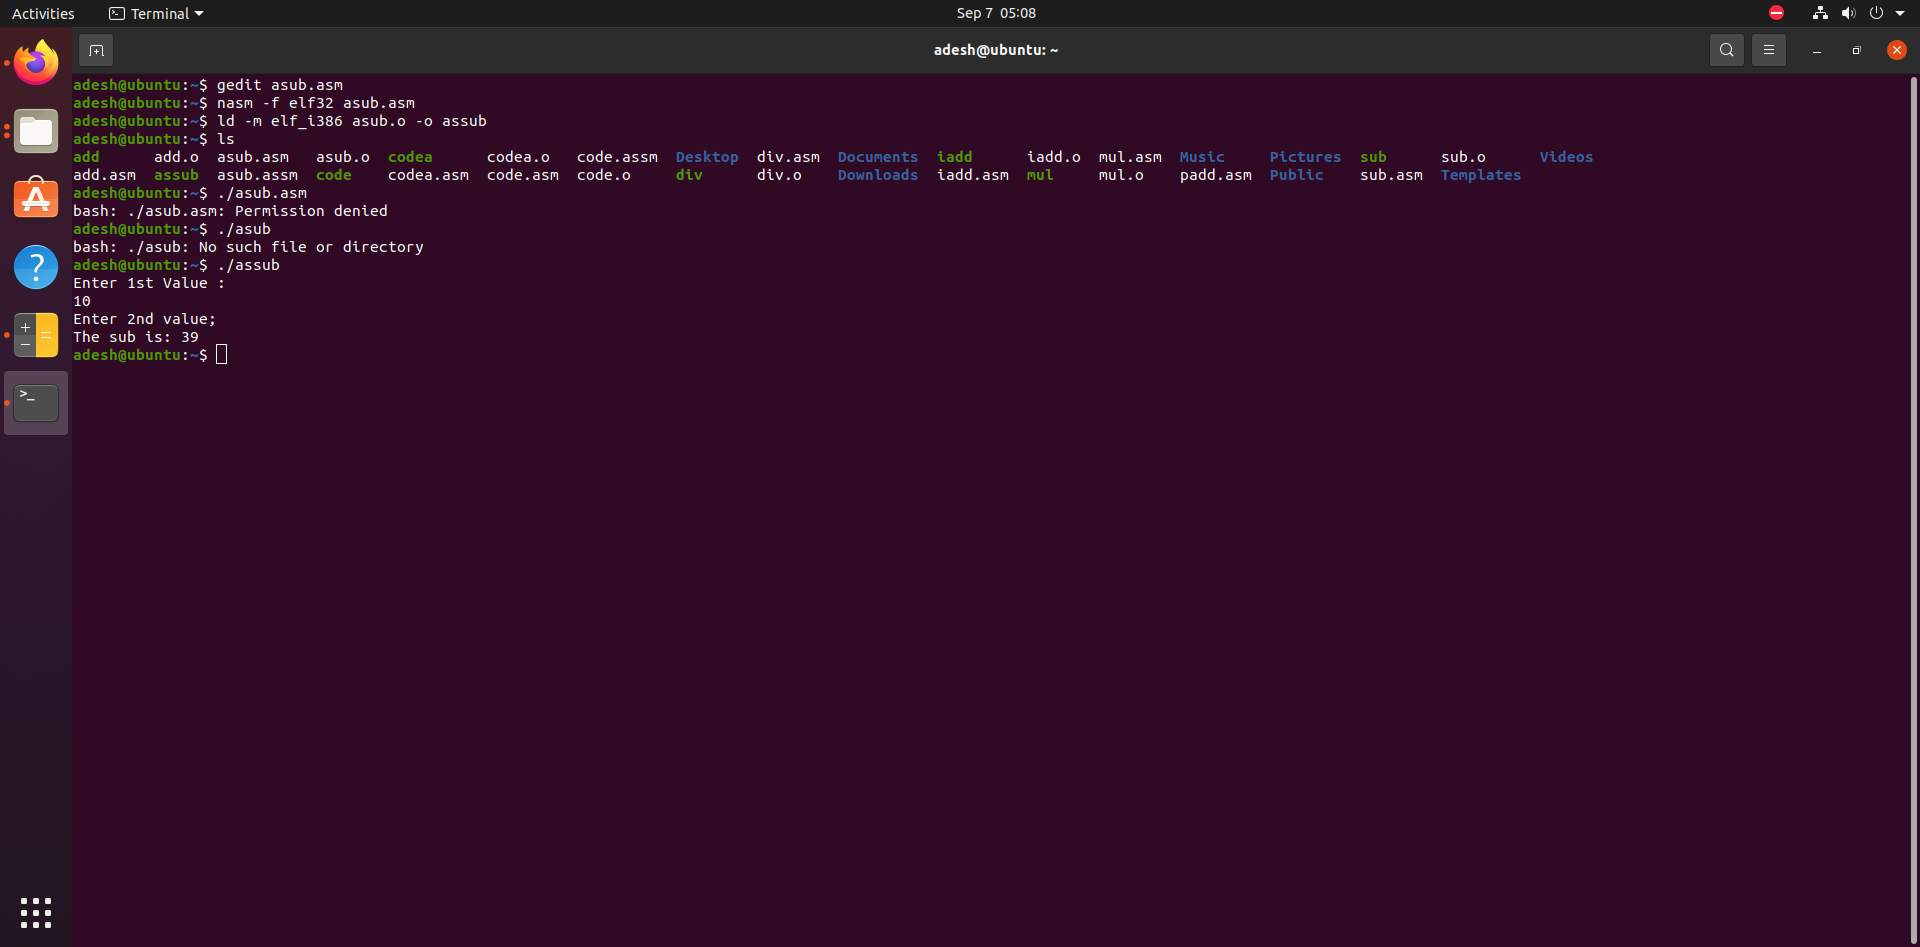 Activities Terminal Sep 7 05:08
adesh@ubuntu: ~
adesh@ubuntu:~$ gedit asub.asm
adesh@ubuntu:~$ nasm -f elf32 asub.asm
adesh@ubuntu:~$ ld -m elf_i386 asub.o -o assub
adesh@ubuntu:~$ ls
add add.o asub.asm asub.o codea codea.o code.assm Desktop div.asm Documents iadd iadd.o mul.asm Music Pictures sub sub.o Videos
add.asm assub asub.assm code codea.asm code.asm code.o div div.o Downloads iadd.asm mul mul.o padd.asm Public sub.asm Templates
adesh@ubuntu:~$ ./asub.asm
bash: ./asub.asm: Permission denied
adesh@ubuntu:~$ ./asub
bash: ./asub: No such file or directory
adesh@ubuntu:~$ ./assub
Enter 1st Value :
10
Enter 2nd value;
The sub is: 39
adesh@ubuntu:~$